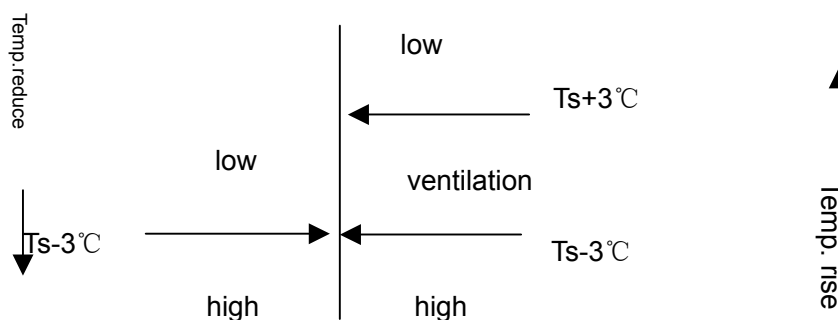 Temp.reduce
low
Ts+3℃
low
ventilation
Ts-3℃
Ts-3℃
high
high
Temp. rise